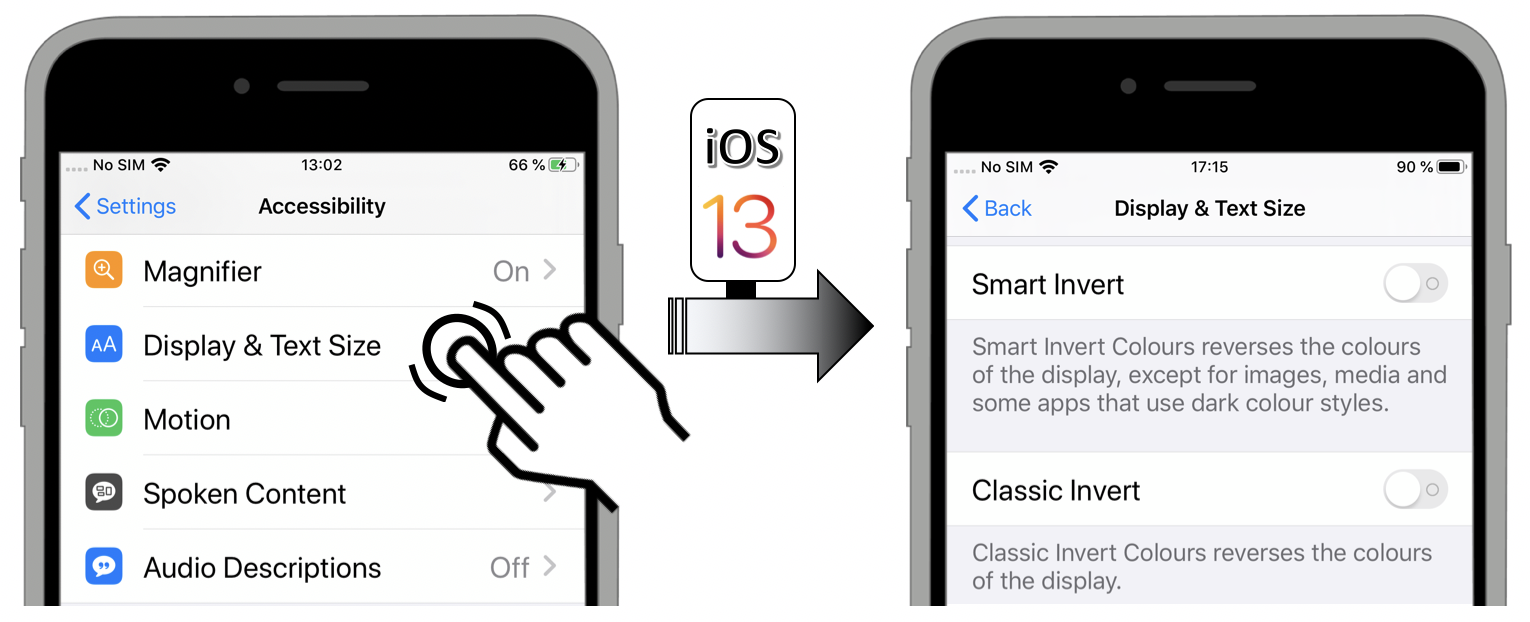 No SIM 13:02 66 %
Settings Accessibility
Magnifier On
AA Display & Text Size
Motion
Spoken Content
Audio Descriptions Off
iOS
13
No SIM 17:15 90 %
Back Display & Text Size
Smart Invert
Smart Invert Colours reverses the colours
of the display, except for images, media and
some apps that use dark colour styles.
Classic Invert
Classic Invert Colours reverses the colours
of the display.